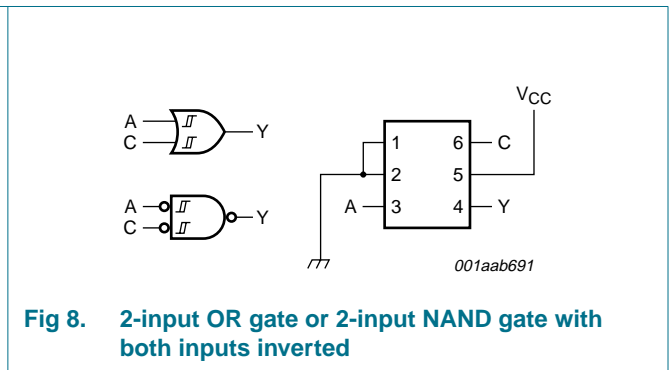 A
C
Y
A
C
Y
VCC
1 6 C
2 5
A 3 4 Y
001aab691
Fig 8. 2-input OR gate or 2-input NAND gate with
both inputs inverted